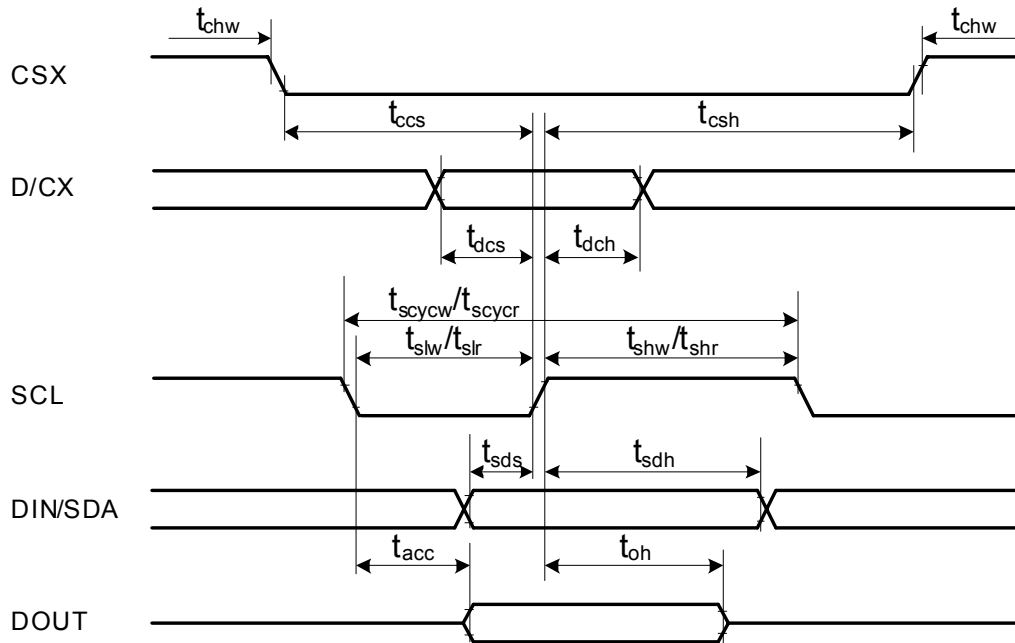 tchw tchw
CSX
tccs tcsh
D/CX
tdcs tdch
tscycw/tscycr
tslw/tslr tshw/tshr
SCL
tsds tsdh
DIN/SDA
tacc toh
DOUT